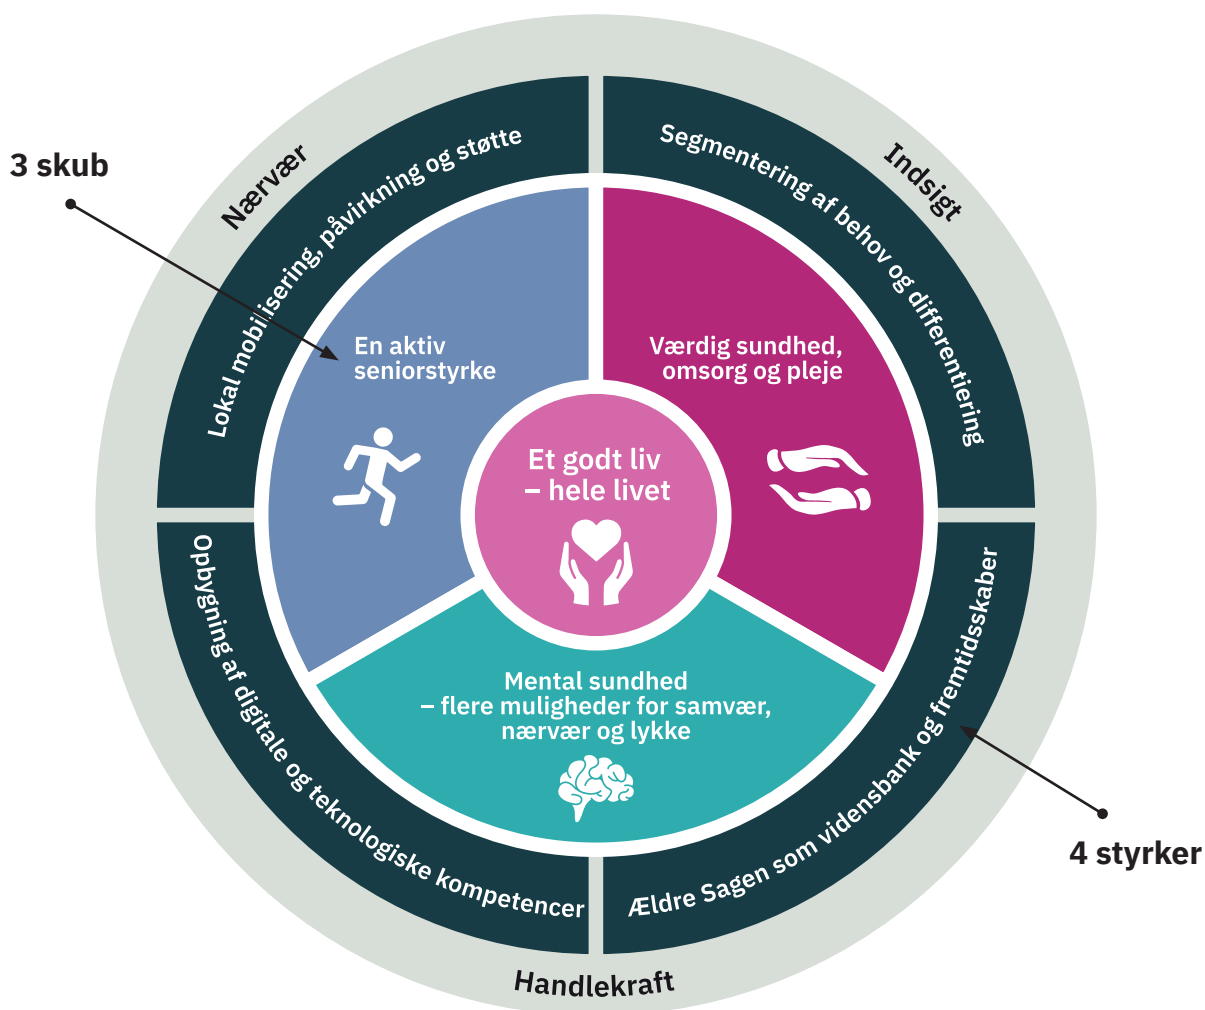 3 skub
Nærvær
Indsigt
Lokal mobilisering, påvirkning og støtte
Segmentering af behov og differentiering
En aktiv
seniorstyrke
Værdig sundhed,
omsorg og pleje
Et godt liv
– hele livet
Mental sundhed
– flere muligheder for samvær,
nærvær og lykke
Opbygning af digitale og teknologiske kompetencer
Ældre Sagen som vidensbank og fremtidsskaber
4 styrker
Handlekraft